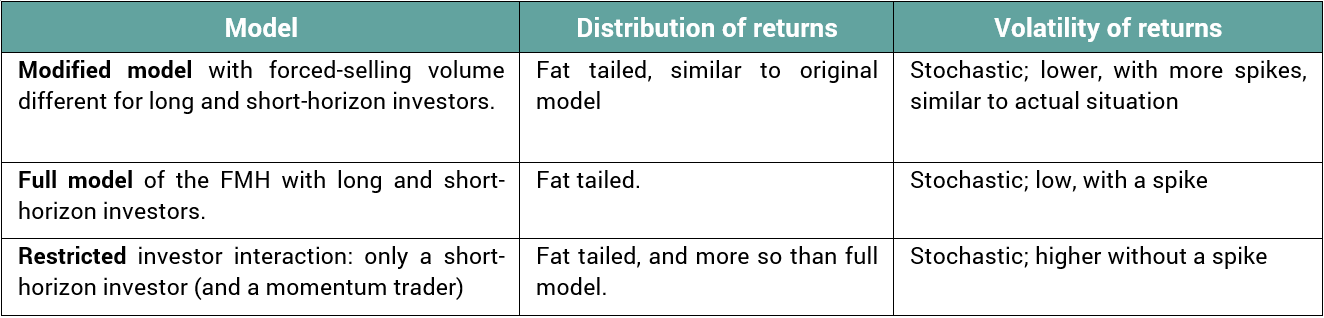 Model
Distribution of returns
Volatility of returns
Modified model with forced-selling volume
different for long and short-horizon investors.
Fat tailed, similar to original
model
Stochastic; lower, with more spikes,
similar to actual situation
Full model of the FMH with long and short-
horizon investors.
Fat tailed.
Stochastic; low, with a spike
Restricted investor interaction: only a short-
horizon investor (and a momentum trader)
Fat tailed, and more so than full
model.
Stochastic; higher without a spike